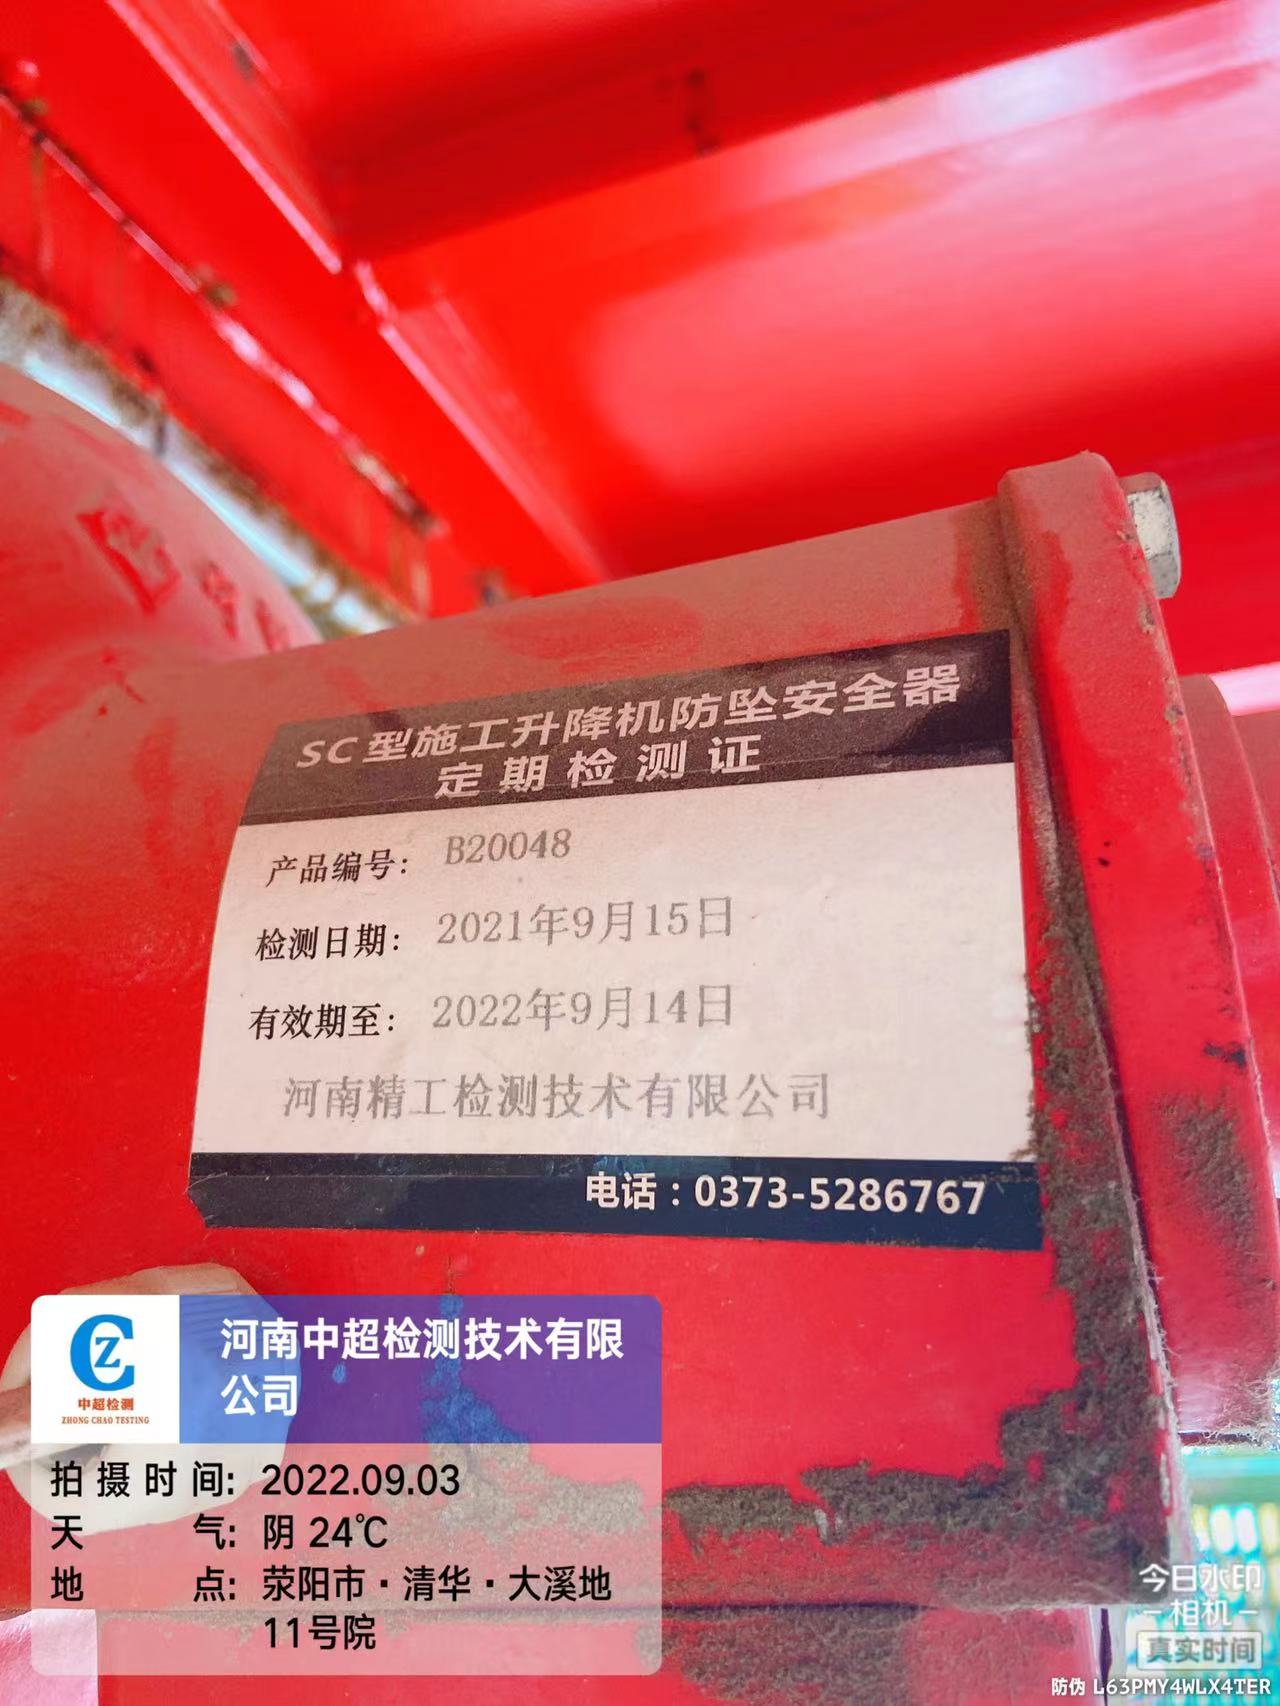 SC型施工升降机防坠安全器
定期检测证
产品编号: B20048
检测日期: 2021年9月15日
有效期至: 2022年9月14日
河南精工检测技术有限公司
电话:0373-5286767
CZ
中超检测
ZHONG CHAO TESTING
河南中超检测技术有限
公司
拍摄时间: 2022.09.03
天气: 阴 24℃
地点: 荥阳市·清华·大溪地
11号院
今日水印
相机
真实时间
防伪 L63PMY4WLX4TER